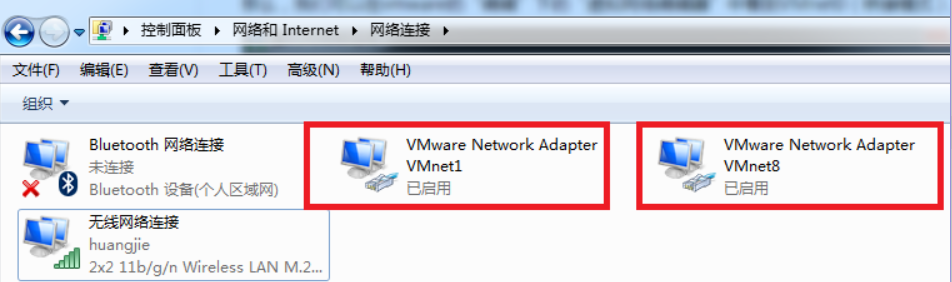 控制面板 ▸ 网络和 Internet ▸ 网络连接 ▸
文件(F) 编辑(E) 查看(V) 工具(T) 高级(N) 帮助(H)
组织
Bluetooth 网络连接
未连接
Bluetooth 设备(个人区域网)
VMware Network Adapter
VMnet1
已启用
VMware Network Adapter
VMnet8
已启用
无线网络连接
huangjie
2x2 11b/g/n Wireless LAN M.2...